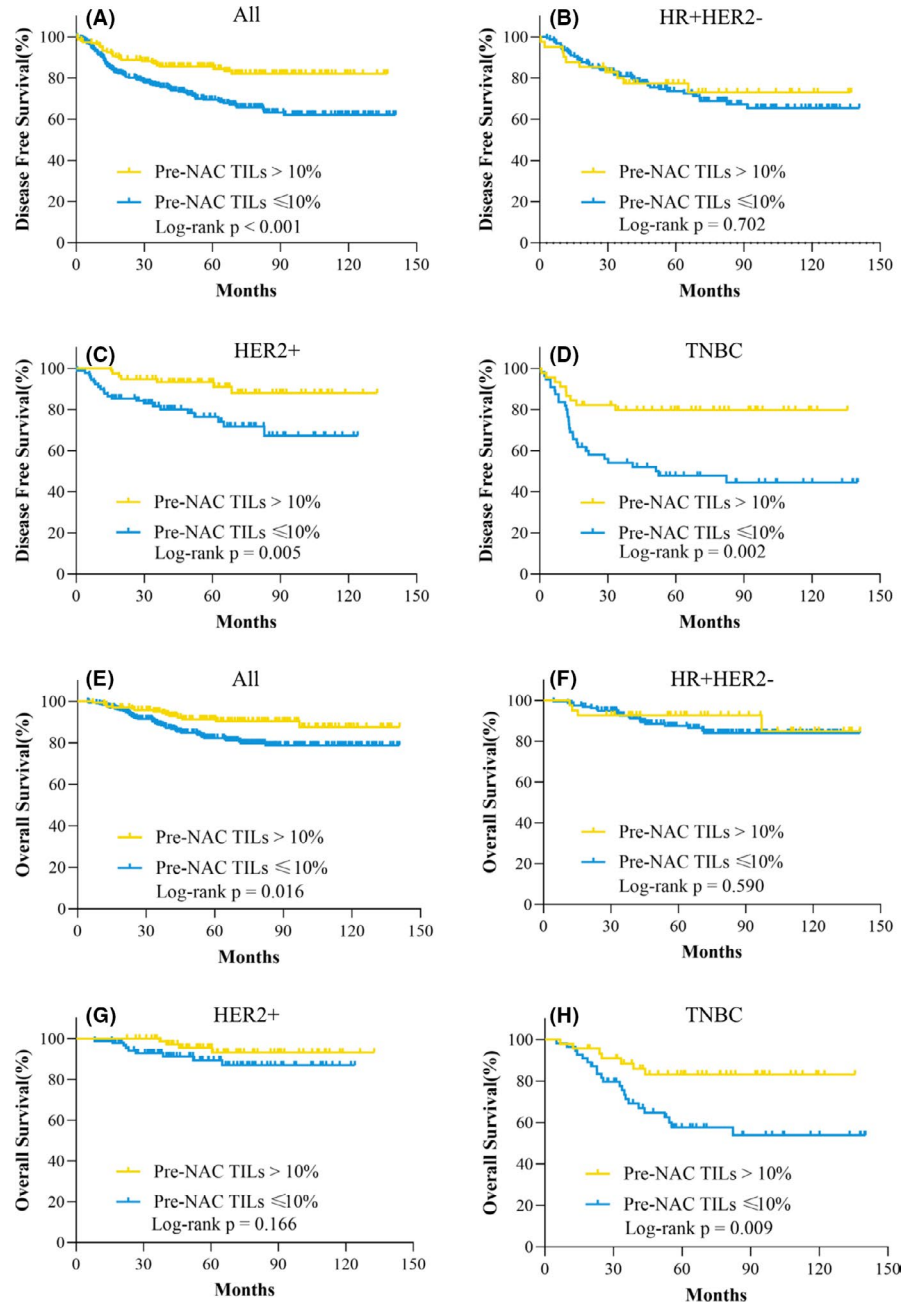 (A) All
Disease Free Survival(%)
100
80
60
40
20
0
Pre-NAC TILs > 10%
Pre-NAC TILs ⩽10%
Log-rank p < 0.001
0 30 60 90 120 150
Months
(B) HR+HER2-
Disease Free Survival(%)
100
80
60
40
20
0
Pre-NAC TILs > 10%
Pre-NAC TILs ⩽10%
Log-rank p = 0.702
0 30 60 90 120 150
Months
(C) HER2+
Disease Free Survival(%)
100
80
60
40
20
0
Pre-NAC TILs > 10%
Pre-NAC TILs ⩽10%
Log-rank p = 0.005
0 30 60 90 120 150
Months
(D) TNBC
Disease Free Survival(%)
100
80
60
40
20
0
Pre-NAC TILs > 10%
Pre-NAC TILs ⩽10%
Log-rank p = 0.002
0 30 60 90 120 150
Months
(E) All
Overall Survival(%)
100
80
60
40
20
0
Pre-NAC TILs > 10%
Pre-NAC TILs ⩽ 10%
Log-rank p = 0.016
0 30 60 90 120 150
Months
(F) HR+HER2-
Overall Survival(%)
100
80
60
40
20
0
Pre-NAC TILs > 10%
Pre-NAC TILs ⩽10%
Log-rank p = 0.590
0 30 60 90 120 150
Months
(G) HER2+
Overall Survival(%)
100
80
60
40
20
0
Pre-NAC TILs > 10%
Pre-NAC TILs ⩽10%
Log-rank p = 0.166
0 30 60 90 120 150
Months
(H) TNBC
Overall Survival(%)
100
80
60
40
20
0
Pre-NAC TILs > 10%
Pre-NAC TILs ⩽10%
Log-rank p = 0.009
0 30 60 90 120 150
Months